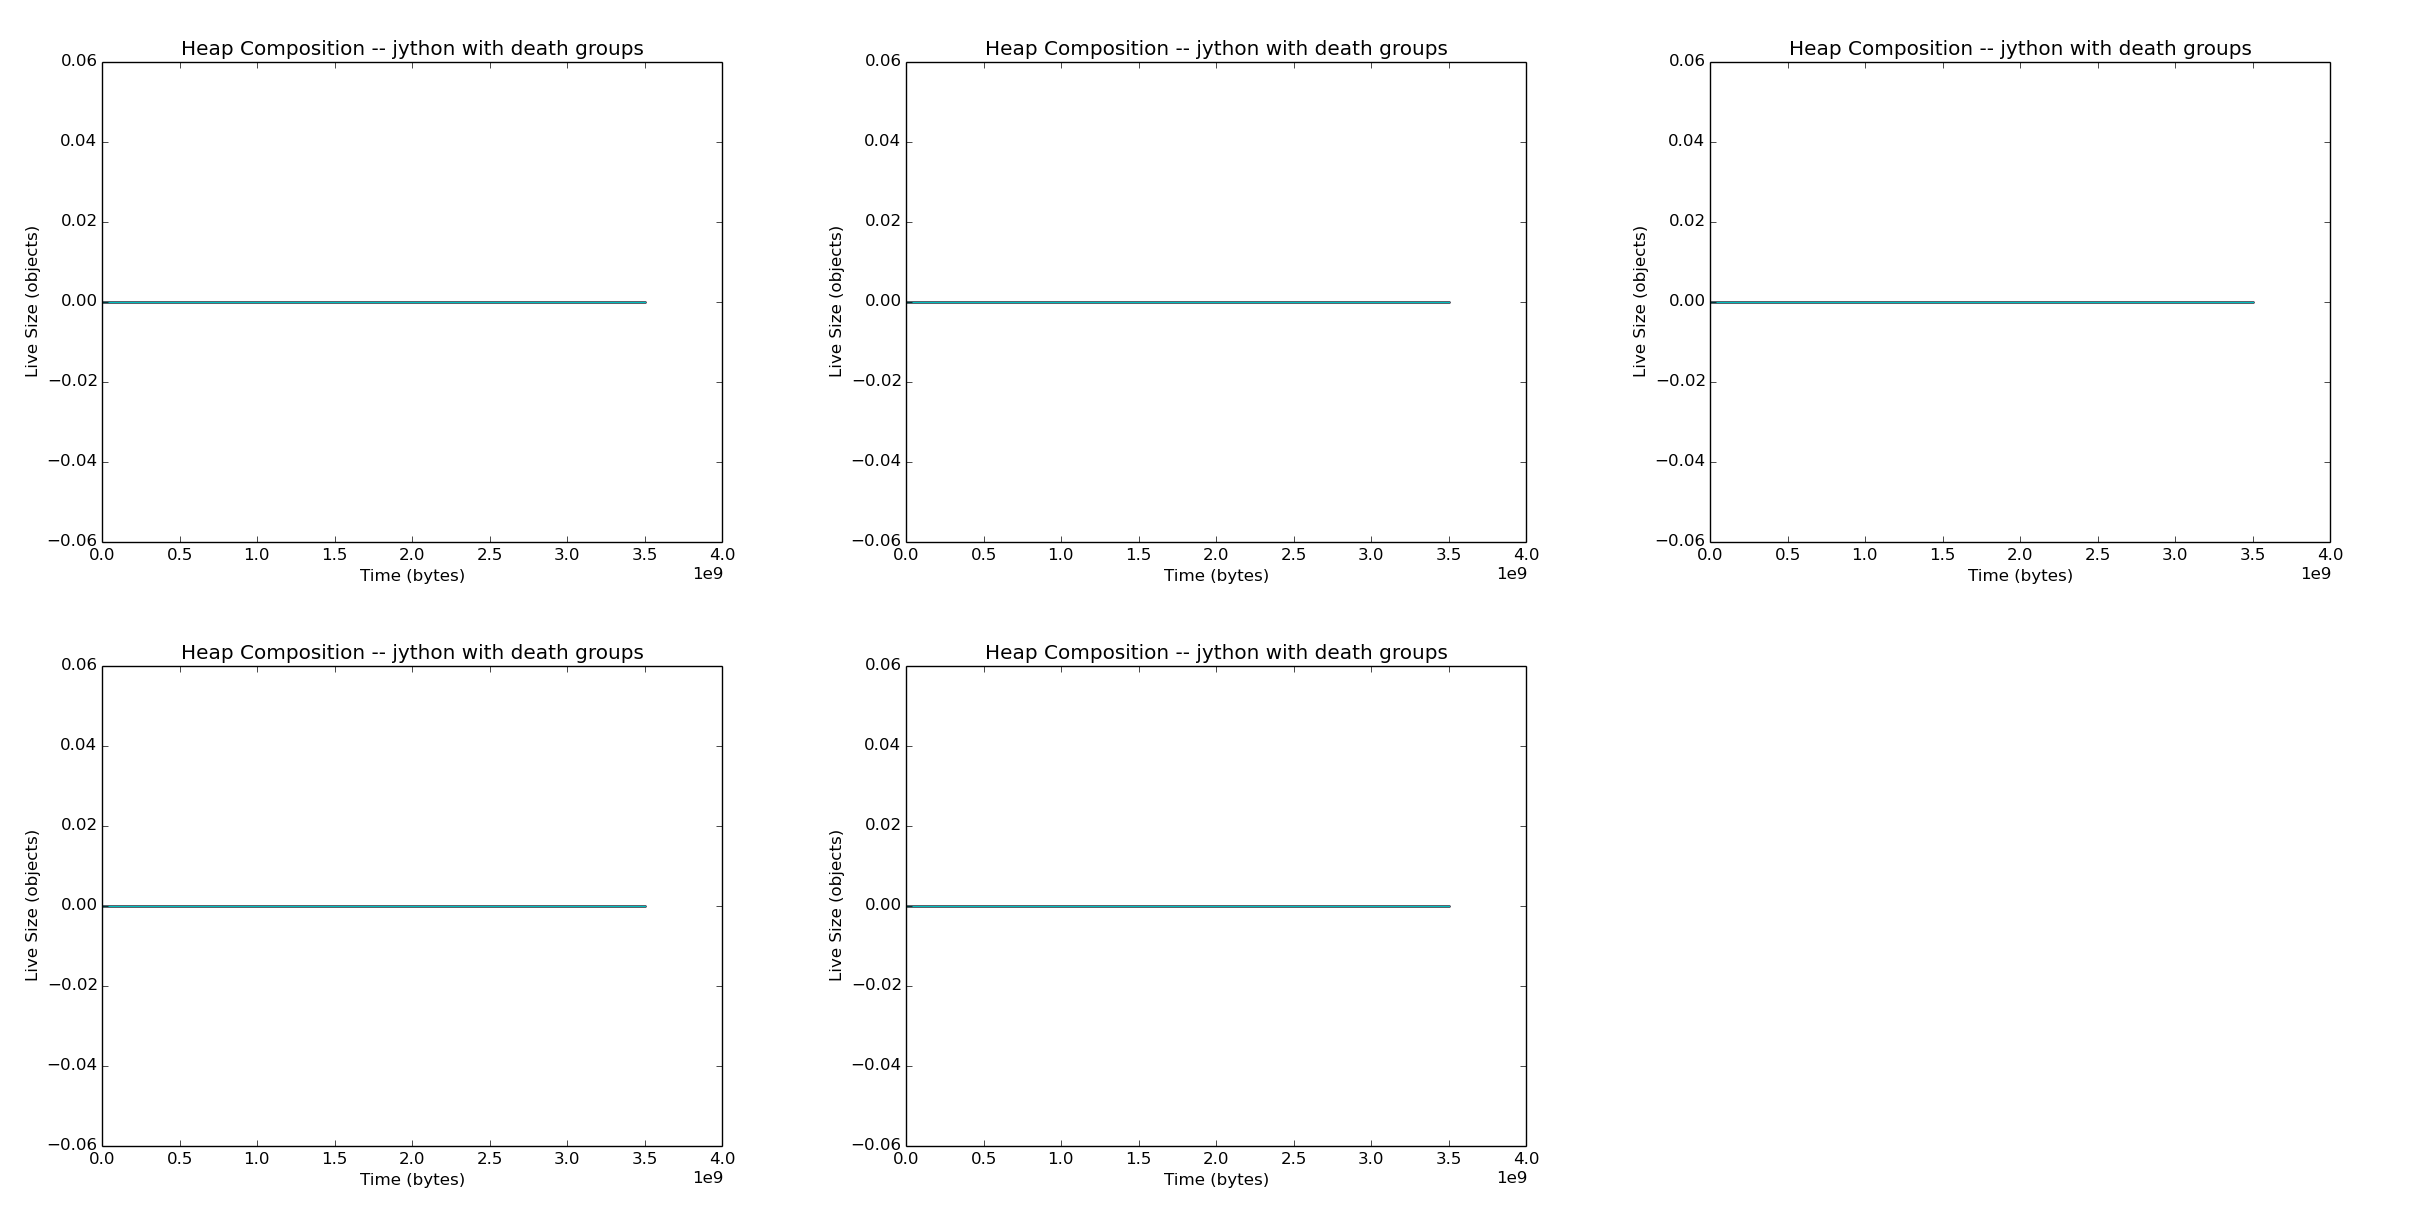 Heap Composition -- jython with death groups
0.06
0.04
0.02
0.00
−0.02
−0.04
−0.06
Live Size (objects)
0.0 0.5 1.0 1.5 2.0 2.5 3.0 3.5 4.0
Time (bytes)
1e9
Heap Composition -- jython with death groups
0.06
0.04
0.02
0.00
−0.02
−0.04
−0.06
Live Size (objects)
0.0 0.5 1.0 1.5 2.0 2.5 3.0 3.5 4.0
Time (bytes)
1e9
Heap Composition -- jython with death groups
0.06
0.04
0.02
0.00
−0.02
−0.04
−0.06
Live Size (objects)
0.0 0.5 1.0 1.5 2.0 2.5 3.0 3.5 4.0
Time (bytes)
1e9
Heap Composition -- jython with death groups
0.06
0.04
0.02
0.00
−0.02
−0.04
−0.06
Live Size (objects)
0.0 0.5 1.0 1.5 2.0 2.5 3.0 3.5 4.0
Time (bytes)
1e9
Heap Composition -- jython with death groups
0.06
0.04
0.02
0.00
−0.02
−0.04
−0.06
Live Size (objects)
0.0 0.5 1.0 1.5 2.0 2.5 3.0 3.5 4.0
Time (bytes)
1e9